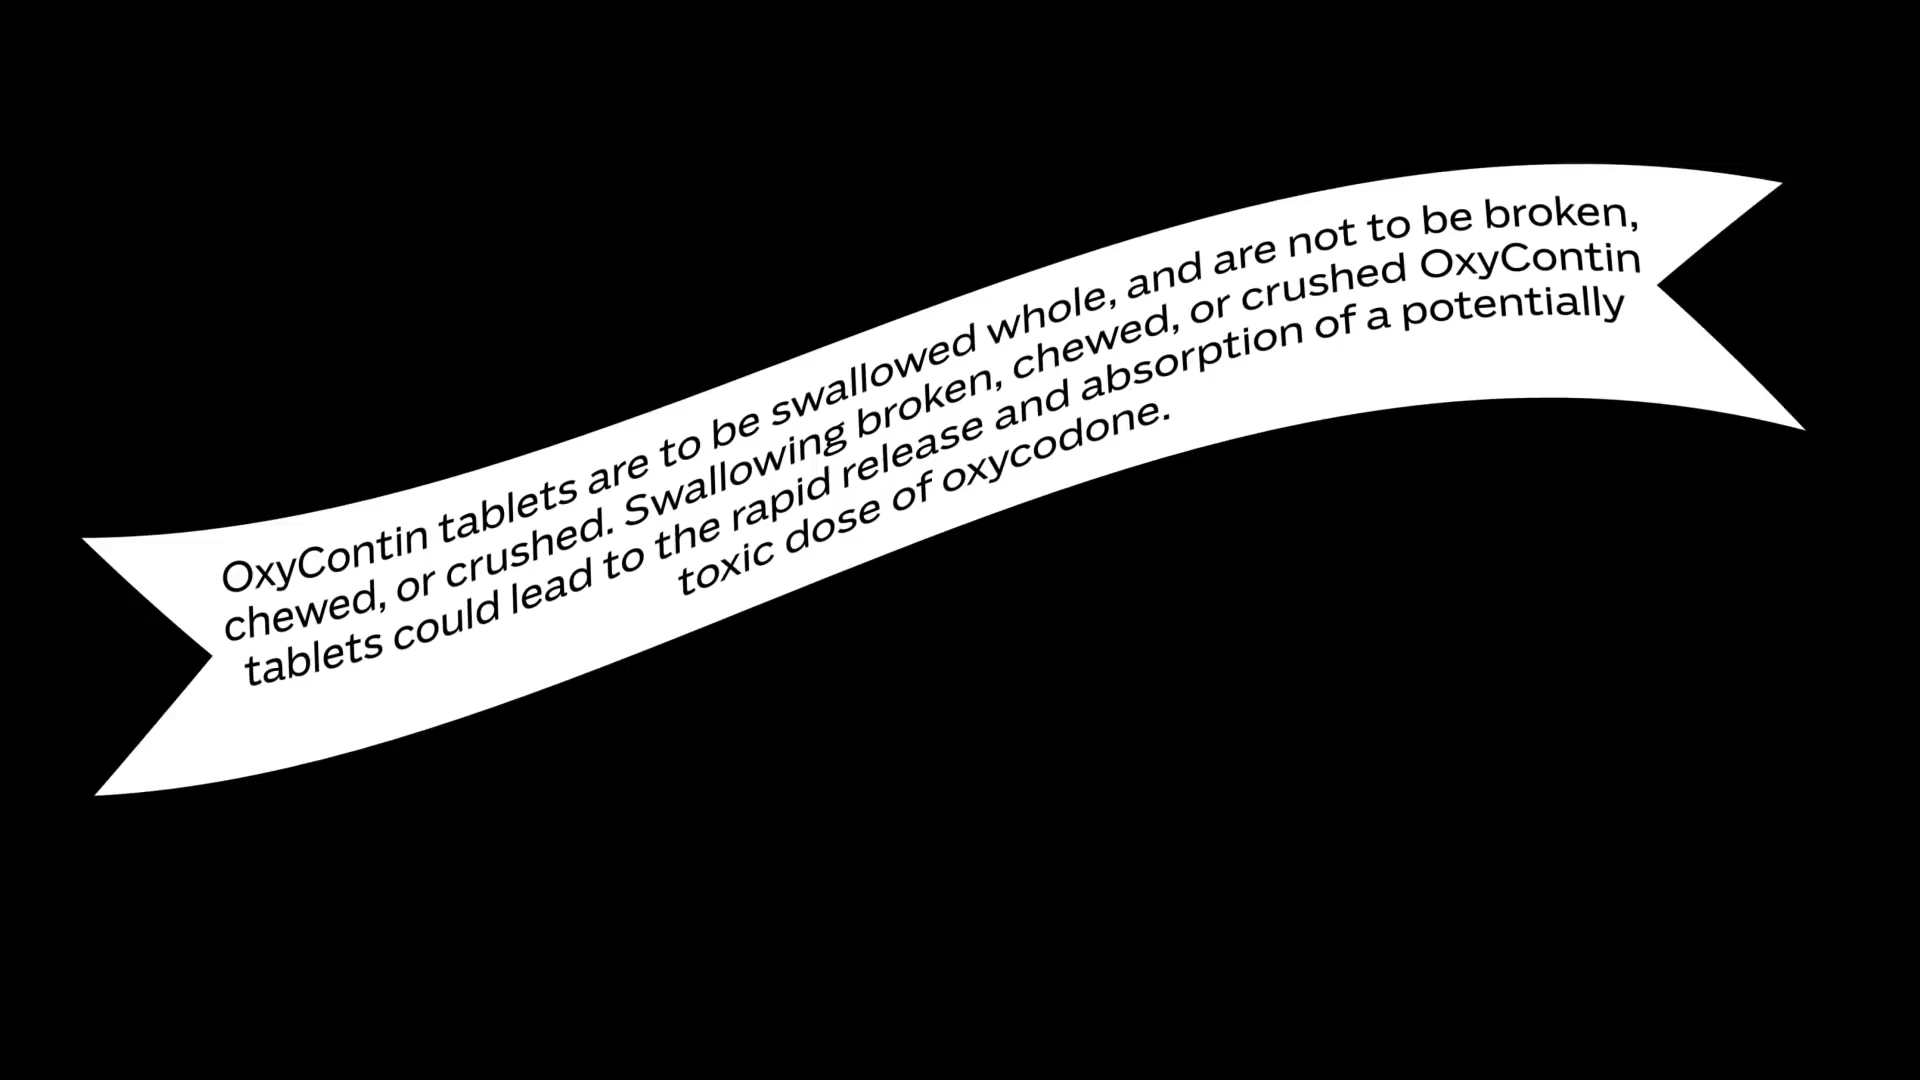 OxyContin tablets are to be swallowed whole, and are not to be broken,
chewed, or crushed. Swallowing broken, chewed, or crushed OxyContin
tablets could lead to the rapid release and absorption of a potentially
toxic dose of oxycodone.